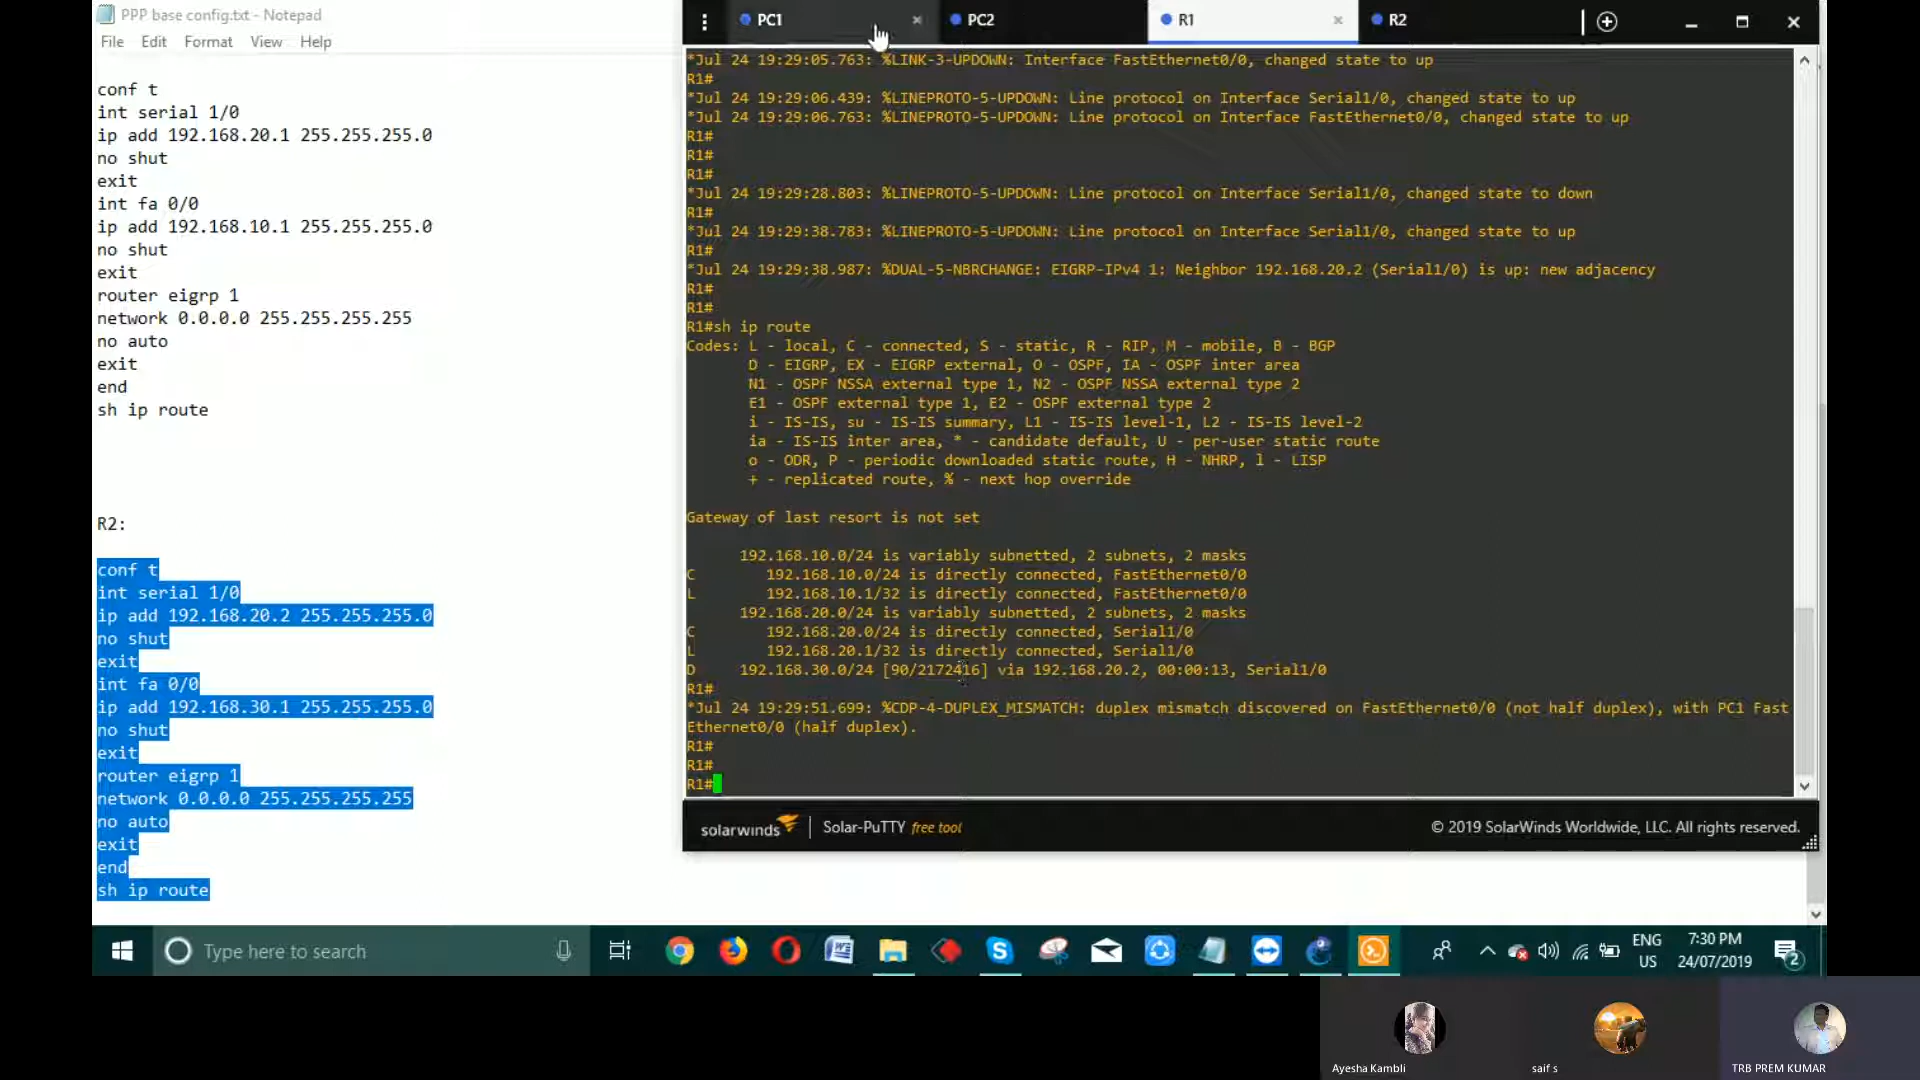 PPP base config.txt - Notepad
File Edit Format View Help
conf t
int serial 1/0
ip add 192.168.20.1 255.255.255.0
no shut
exit
int fa 0/0
ip add 192.168.10.1 255.255.255.0
no shut
exit
router eigrp 1
network 0.0.0.0 255.255.255.255
no auto
exit
end
sh ip route
R2:
conf t
int serial 1/0
ip add 192.168.20.2 255.255.255.0
no shut
exit
int fa 0/0
ip add 192.168.30.1 255.255.255.0
no shut
exit
router eigrp 1
network 0.0.0.0 255.255.255.255
no auto
exit
end
sh ip route
PC1 PC2 R1 R2
*Jul 24 19:29:05.763: %LINK-3-UPDOWN: Interface FastEthernet0/0, changed state to up
R1#
*Jul 24 19:29:06.439: %LINEPROTO-5-UPDOWN: Line protocol on Interface Serial1/0, changed state to up
*Jul 24 19:29:06.763: %LINEPROTO-5-UPDOWN: Line protocol on Interface FastEthernet0/0, changed state to up
R1#
R1#
R1#
*Jul 24 19:29:28.803: %LINEPROTO-5-UPDOWN: Line protocol on Interface Serial1/0, changed state to down
R1#
*Jul 24 19:29:38.783: %LINEPROTO-5-UPDOWN: Line protocol on Interface Serial1/0, changed state to up
R1#
*Jul 24 19:29:38.987: %DUAL-5-NBRCHANGE: EIGRP-IPv4 1: Neighbor 192.168.20.2 (Serial1/0) is up: new adjacency
R1#
R1#
R1#sh ip route
Codes: L - local, C - connected, S - static, R - RIP, M - mobile, B - BGP
D - EIGRP, EX - EIGRP external, O - OSPF, IA - OSPF inter area
N1 - OSPF NSSA external type 1, N2 - OSPF NSSA external type 2
E1 - OSPF external type 1, E2 - OSPF external type 2
i - IS-IS, su - IS-IS summary, L1 - IS-IS level-1, L2 - IS-IS level-2
ia - IS-IS inter area, * - candidate default, U - per-user static route
o - ODR, P - periodic downloaded static route, H - NHRP, l - LISP
+ - replicated route, % - next hop override
Gateway of last resort is not set
192.168.10.0/24 is variably subnetted, 2 subnets, 2 masks
C 192.168.10.0/24 is directly connected, FastEthernet0/0
L 192.168.10.1/32 is directly connected, FastEthernet0/0
192.168.20.0/24 is variably subnetted, 2 subnets, 2 masks
C 192.168.20.0/24 is directly connected, Serial1/0
L 192.168.20.1/32 is directly connected, Serial1/0
D 192.168.30.0/24 [90/2172416] via 192.168.20.2, 00:00:13, Serial1/0
R1#
*Jul 24 19:29:51.699: %CDP-4-DUPLEX_MISMATCH: duplex mismatch discovered on FastEthernet0/0 (not half duplex), with PC1 Fast
Ethernet0/0 (half duplex).
R1#
R1#
R1#
solarwinds | Solar-PuTTY free tool © 2019 SolarWinds Worldwide, LLC. All rights reserved.
Type here to search
ENG
US
7:30 PM
24/07/2019
2
Ayesha Kambli
saif s
TRB PREM KUMAR